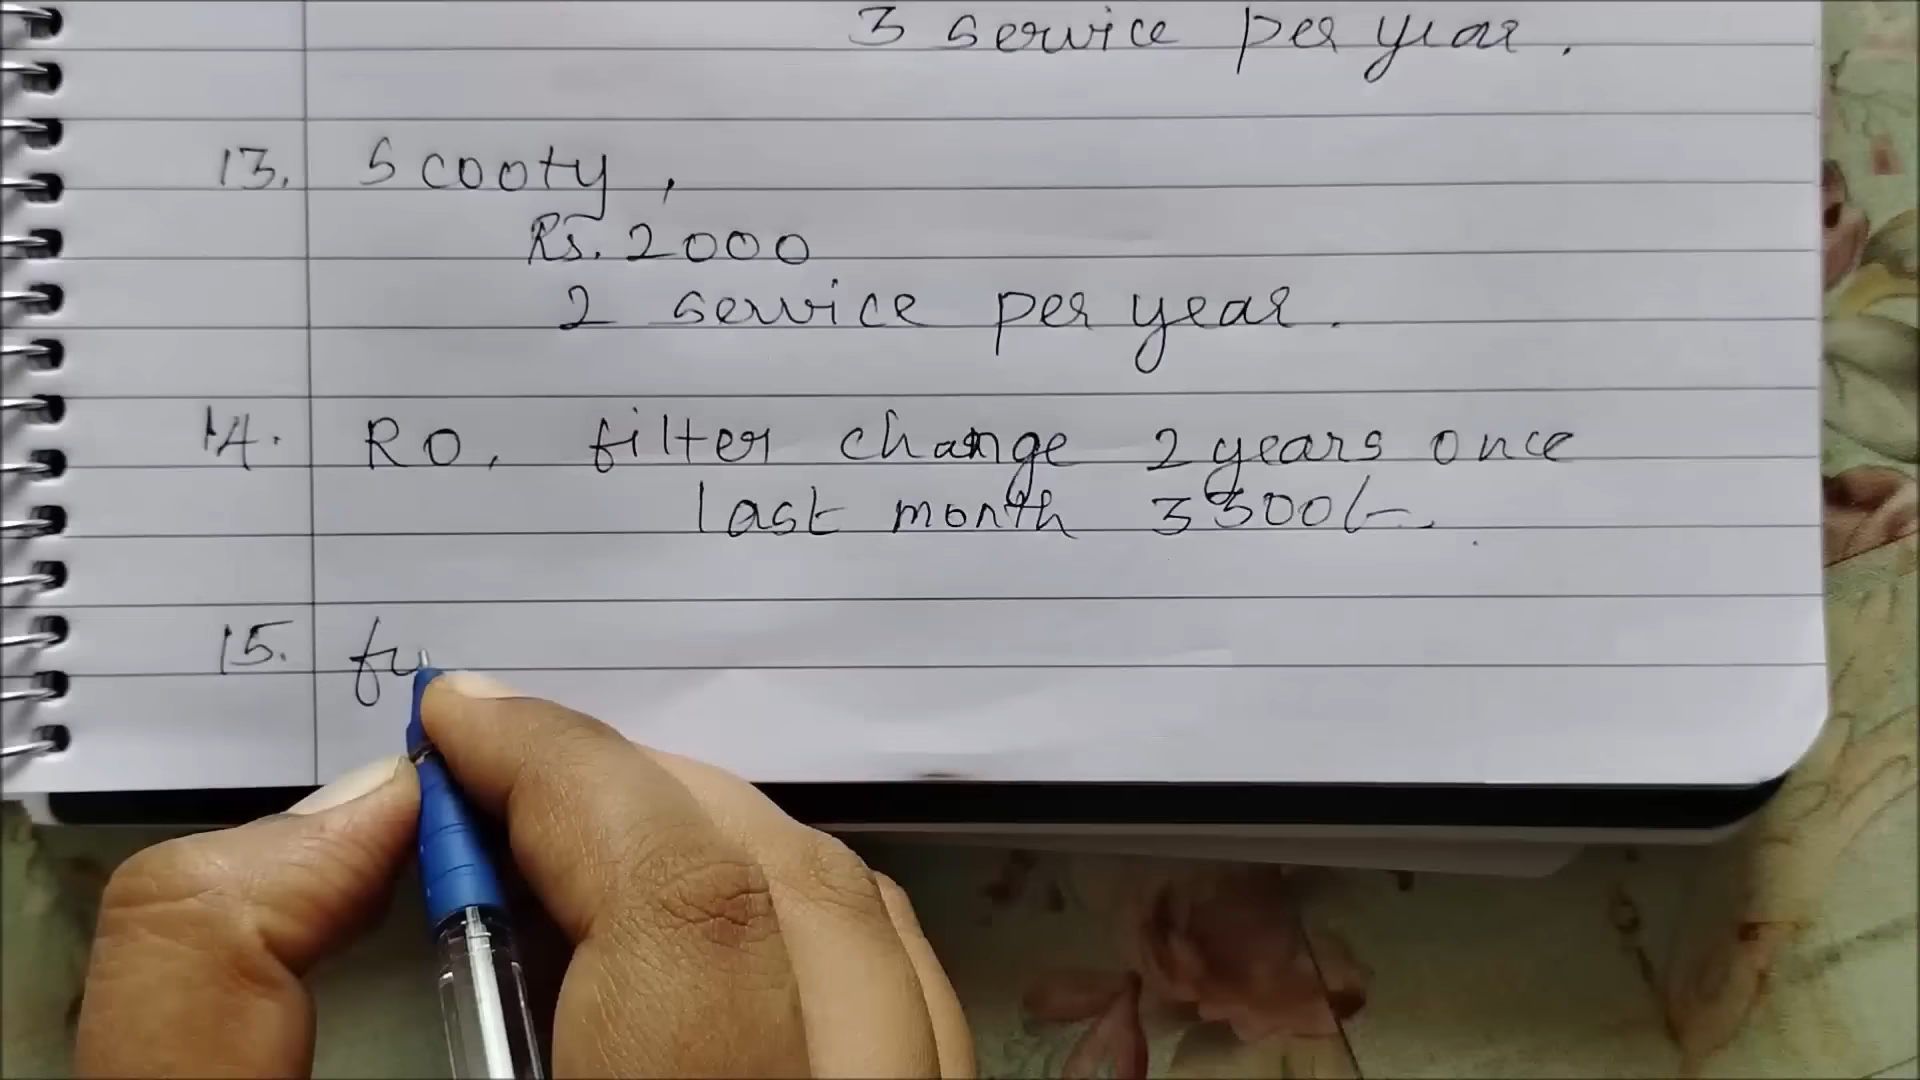 3 service per year.
13. Scooty,
Rs. 2000
2 service per year.
14. RO, filter change 2 years once
last month 3300/-.
15. fu